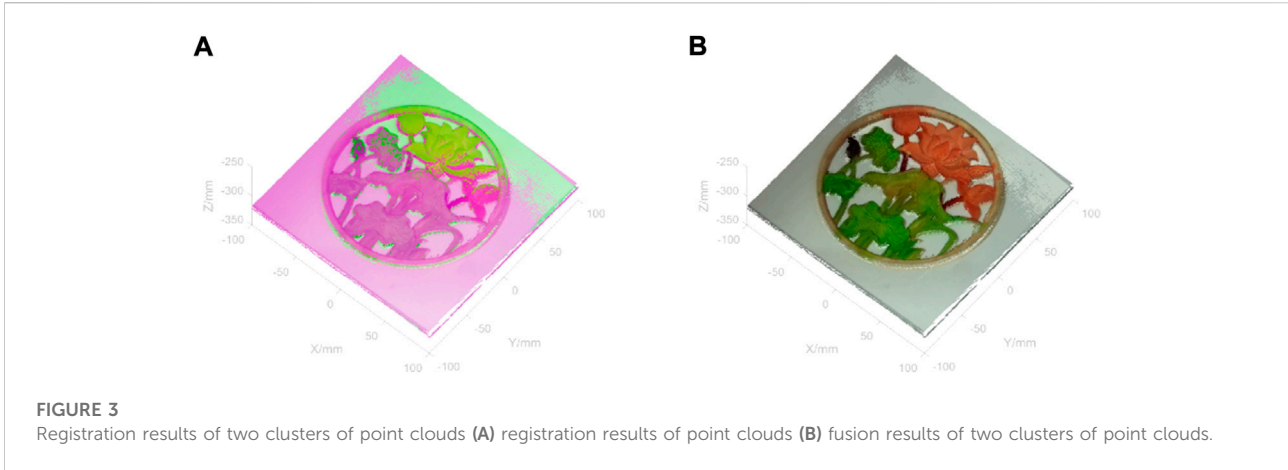 A
B
-250
-300
-350
-100
Z/mm
-50
0
50
100
X/mm
-100
-50
0
50
100
Y/mm
-250
-300
-350
-100
Z/mm
-50
0
50
100
X/mm
-100
-50
0
50
100
Y/mm
FIGURE 3
Registration results of two clusters of point clouds (A) registration results of point clouds (B) fusion results of two clusters of point clouds.